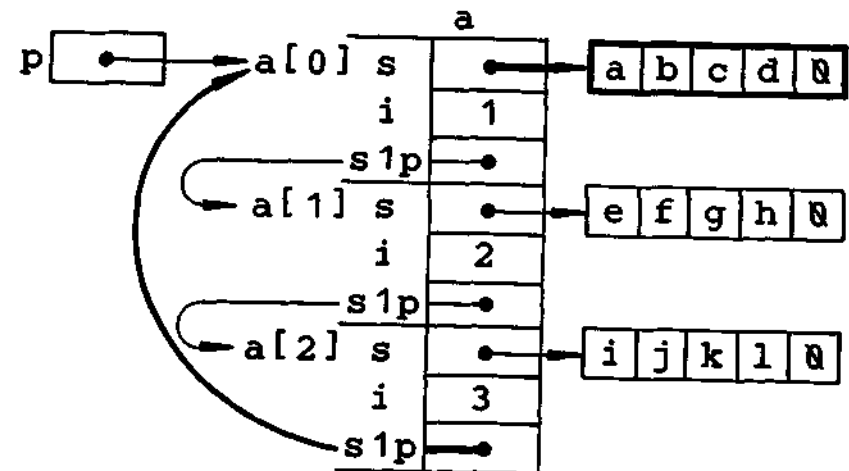 a
p a[0] s a b c d \0
i 1
s1p
a[1] s e f g h \0
i 2
s1p
a[2] s i j k l \0
i 3
s1p